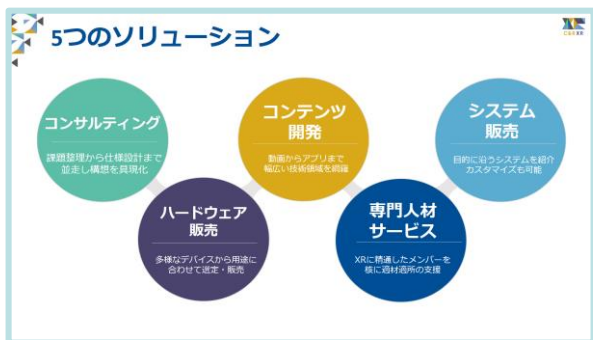 5つのソリューション
コンサルティング
課題整理から仕様設計まで
並走し構想を具現化
ハードウェア
販売
多様なデバイスから用途に
合わせて選定・販売
コンテンツ
開発
動画からアプリまで
幅広い技術領域を網羅
専門人材
サービス
XRに精通したメンバーを
核に適材適所の支援
システム
販売
目的に沿うシステムを紹介
カスタマイズも可能